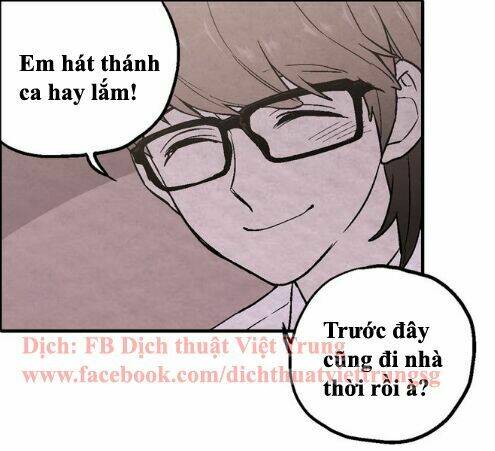 Em hát thánh
ca hay lắm!
Trước đây
cũng đi nhà
thời rồi à?
Dịch: FB Dịch thuật Việt Trung
www.facebook.com/dichthuatviettrungsg